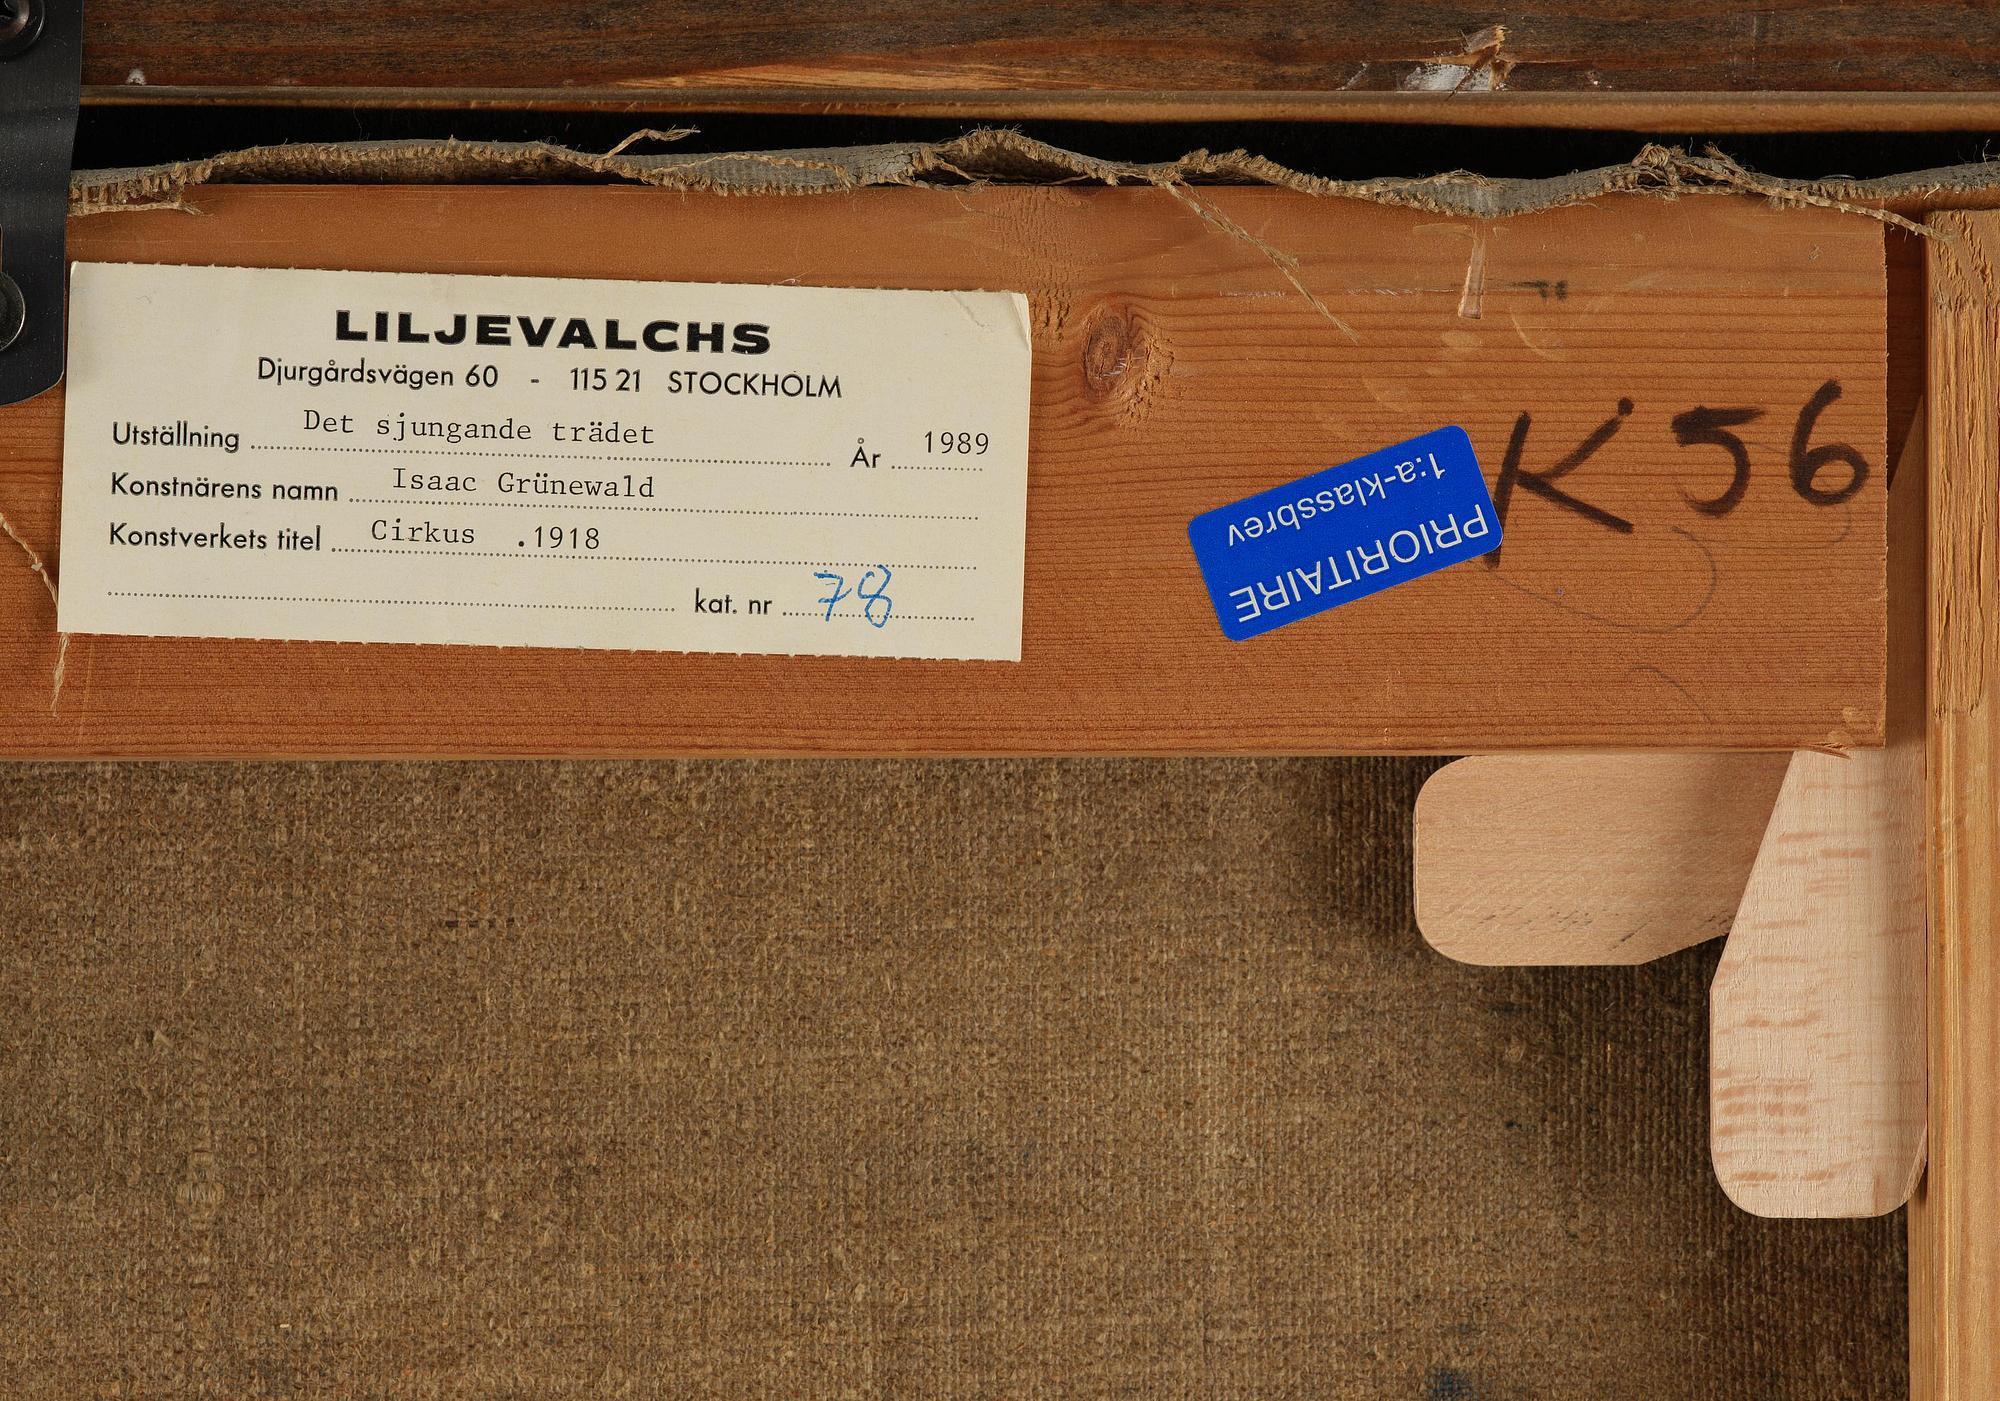 LILJEVALCHS
Djurgårdsvägen 60 - 115 21 STOCKHOLM
Utställning Det sjungande trädet År 1989
Konstnärens namn Isaac Grünewald
Konstverkets titel Cirkus .1918
kat. nr 78
PRIORITAIRE
1:a-klassbrev
K56